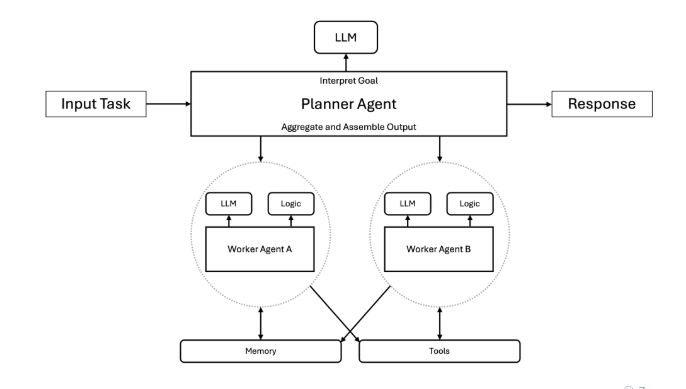 LLM
Interpret Goal
Input Task
Planner Agent
Response
Aggregate and Assemble Output
LLM
Logic
Worker Agent A
LLM
Logic
Worker Agent B
Memory
Tools